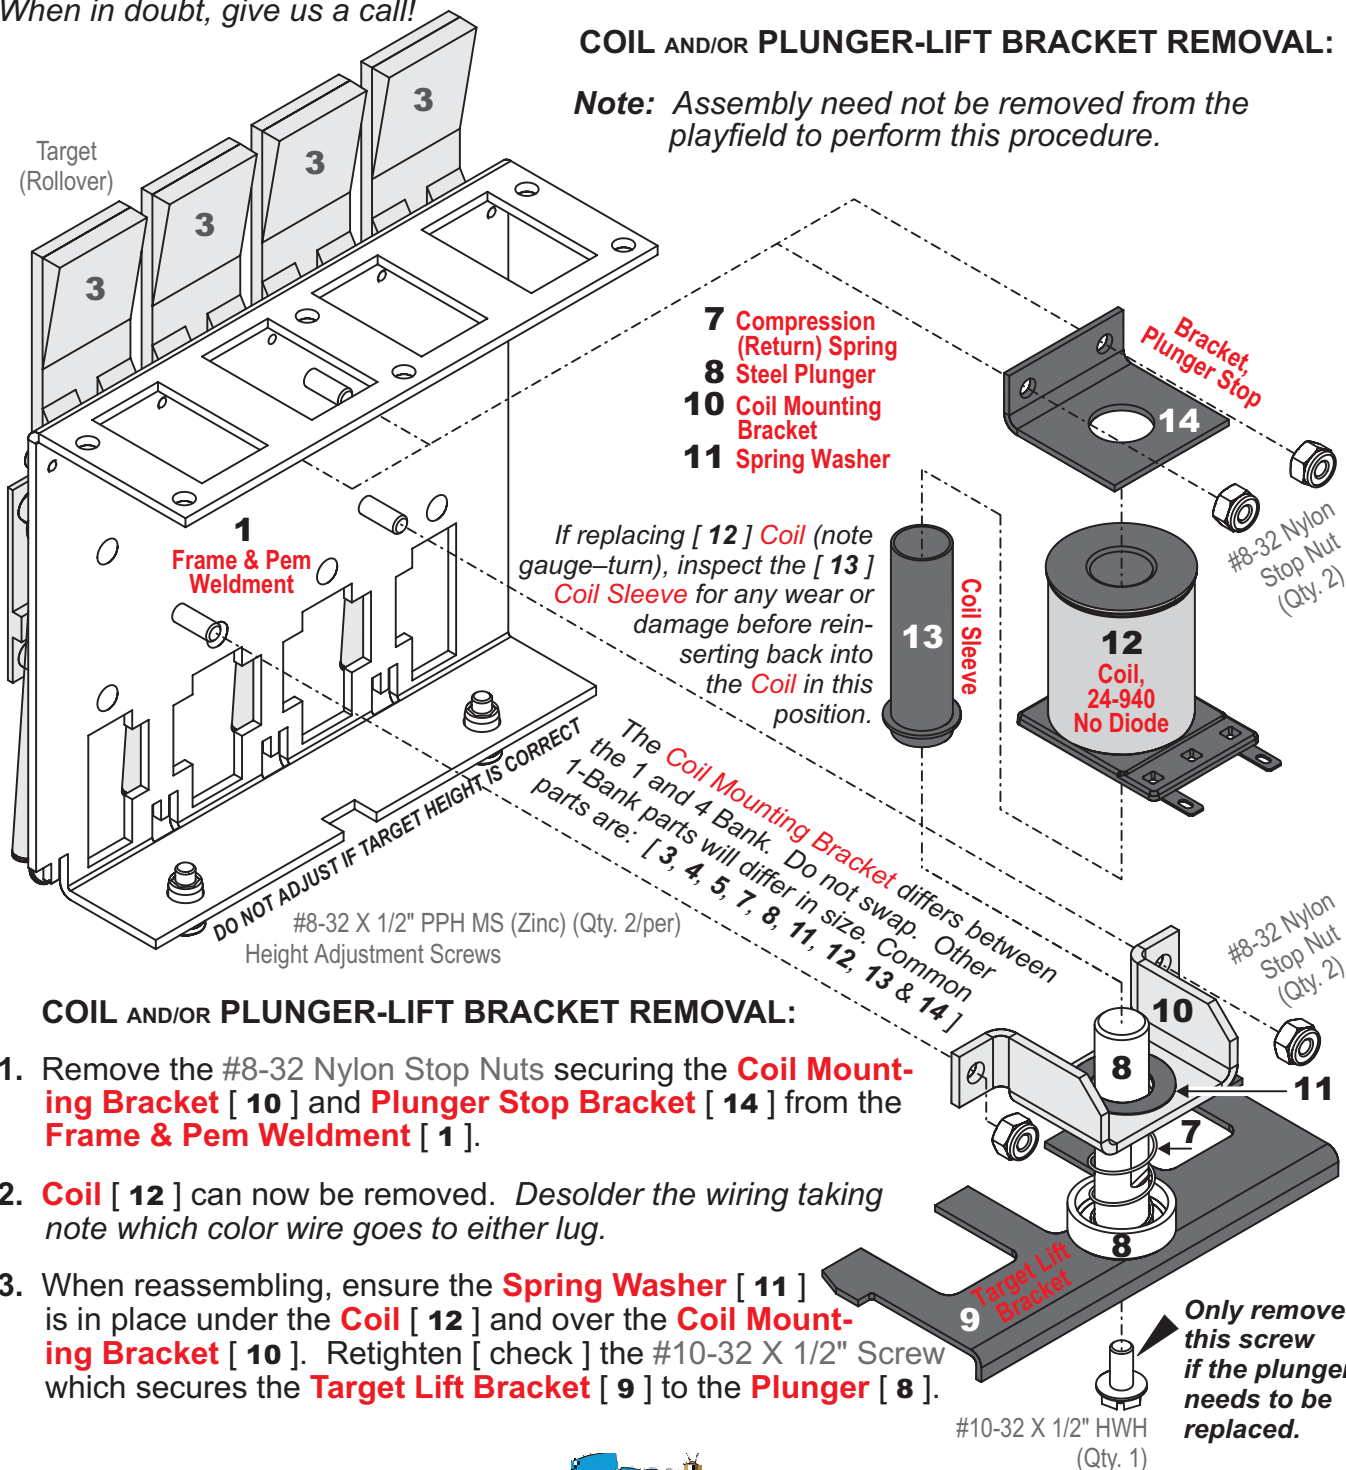 When in doubt, give us a call!
COIL AND/OR PLUNGER-LIFT BRACKET REMOVAL:
Note: Assembly need not be removed from the
playfield to perform this procedure.
Target
(Rollover)
3
3
3
3
7 Compression
(Return) Spring
8 Steel Plunger
10 Coil Mounting
Bracket
11 Spring Washer
Bracket,
Plunger Stop
14
#8-32 Nylon
Stop Nut
(Qty. 2)
1
Frame & Pem
Weldment
If replacing [ 12 ] Coil (note
gauge–turn), inspect the [ 13 ]
Coil Sleeve for any wear or
damage before rein-
serting back into
the Coil in this
position.
13
Coil Sleeve
12
Coil,
24-940
No Diode
The Coil Mounting Bracket differs between
the 1 and 4 Bank. Do not swap. Other
1-Bank parts will differ in size. Common
parts are: [ 3, 4, 5, 7, 8, 11, 12, 13 & 14 ]
DO NOT ADJUST IF TARGET HEIGHT IS CORRECT
#8-32 X 1/2" PPH MS (Zinc) (Qty. 2/per)
Height Adjustment Screws
#8-32 Nylon
Stop Nut
(Qty. 2)
10
8
11
7
8
9
Target Lift
Bracket
COIL AND/OR PLUNGER-LIFT BRACKET REMOVAL:
1. Remove the #8-32 Nylon Stop Nuts securing the Coil Mount-
ing Bracket [ 10 ] and Plunger Stop Bracket [ 14 ] from the
Frame & Pem Weldment [ 1 ].
2. Coil [ 12 ] can now be removed. Desolder the wiring taking
note which color wire goes to either lug.
3. When reassembling, ensure the Spring Washer [ 11 ]
is in place under the Coil [ 12 ] and over the Coil Mount-
ing Bracket [ 10 ]. Retighten [ check ] the #10-32 X 1/2" Screw
which secures the Target Lift Bracket [ 9 ] to the Plunger [ 8 ].
Only remove
this screw
if the plunger
needs to be
replaced.
#10-32 X 1/2" HWH
(Qty. 1)